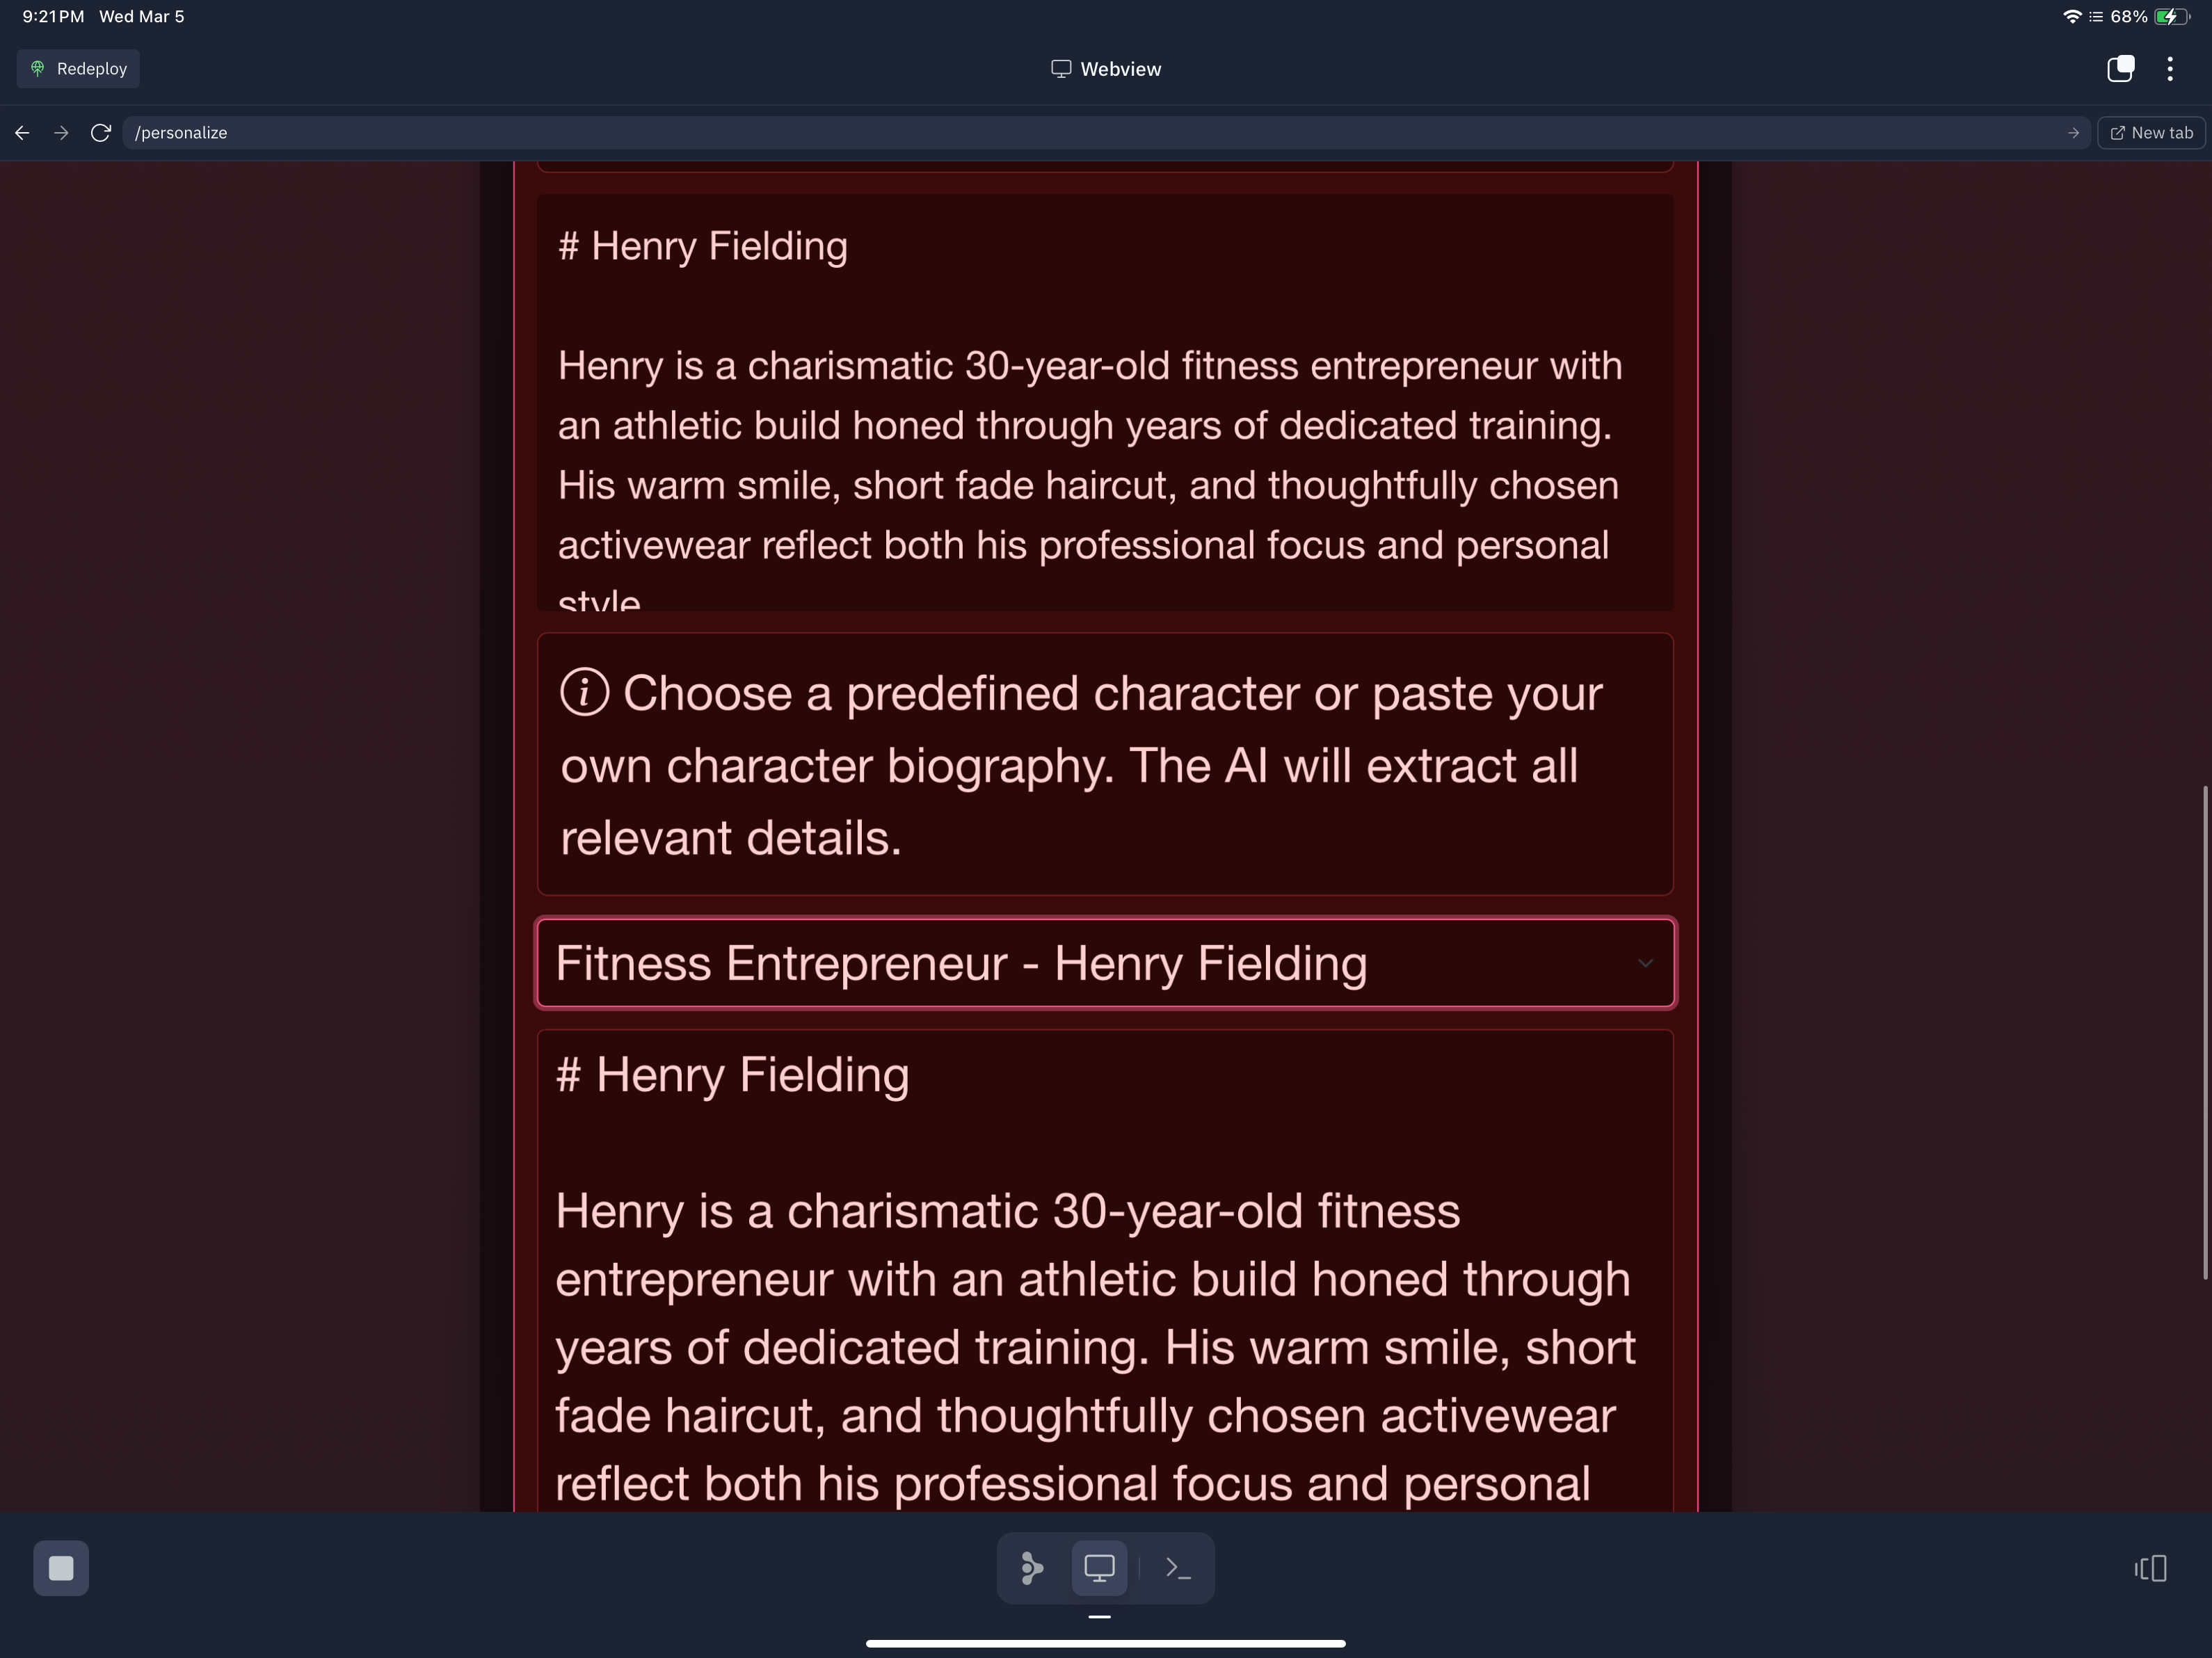 9:21 PM Wed Mar 5
68%
Redeploy
Webview
/personalize
New tab
# Henry Fielding
Henry is a charismatic 30-year-old fitness entrepreneur with
an athletic build honed through years of dedicated training.
His warm smile, short fade haircut, and thoughtfully chosen
activewear reflect both his professional focus and personal
style
i Choose a predefined character or paste your
own character biography. The AI will extract all
relevant details.
Fitness Entrepreneur - Henry Fielding
# Henry Fielding
Henry is a charismatic 30-year-old fitness
entrepreneur with an athletic build honed through
years of dedicated training. His warm smile, short
fade haircut, and thoughtfully chosen activewear
reflect both his professional focus and personal